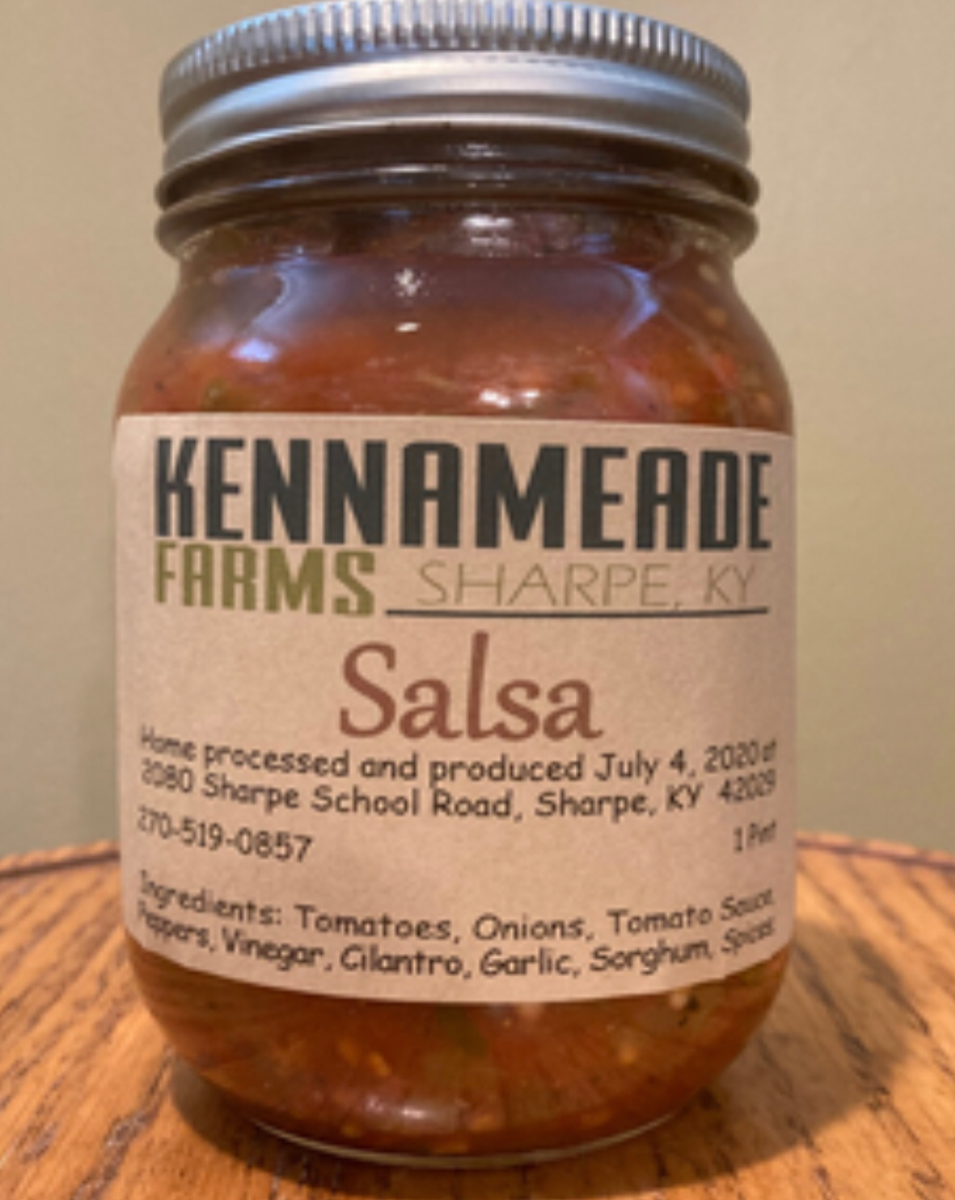 KENNAMEADE
FARMS SHARPE, KY
Salsa
Home processed and produced July 4, 2020 at
2080 Sharpe School Road, Sharpe, KY 42029
270-519-0857 1 Pint
Ingredients: Tomatoes, Onions, Tomato Sauce,
Peppers, Vinegar, Cilantro, Garlic, Sorghum, Spices